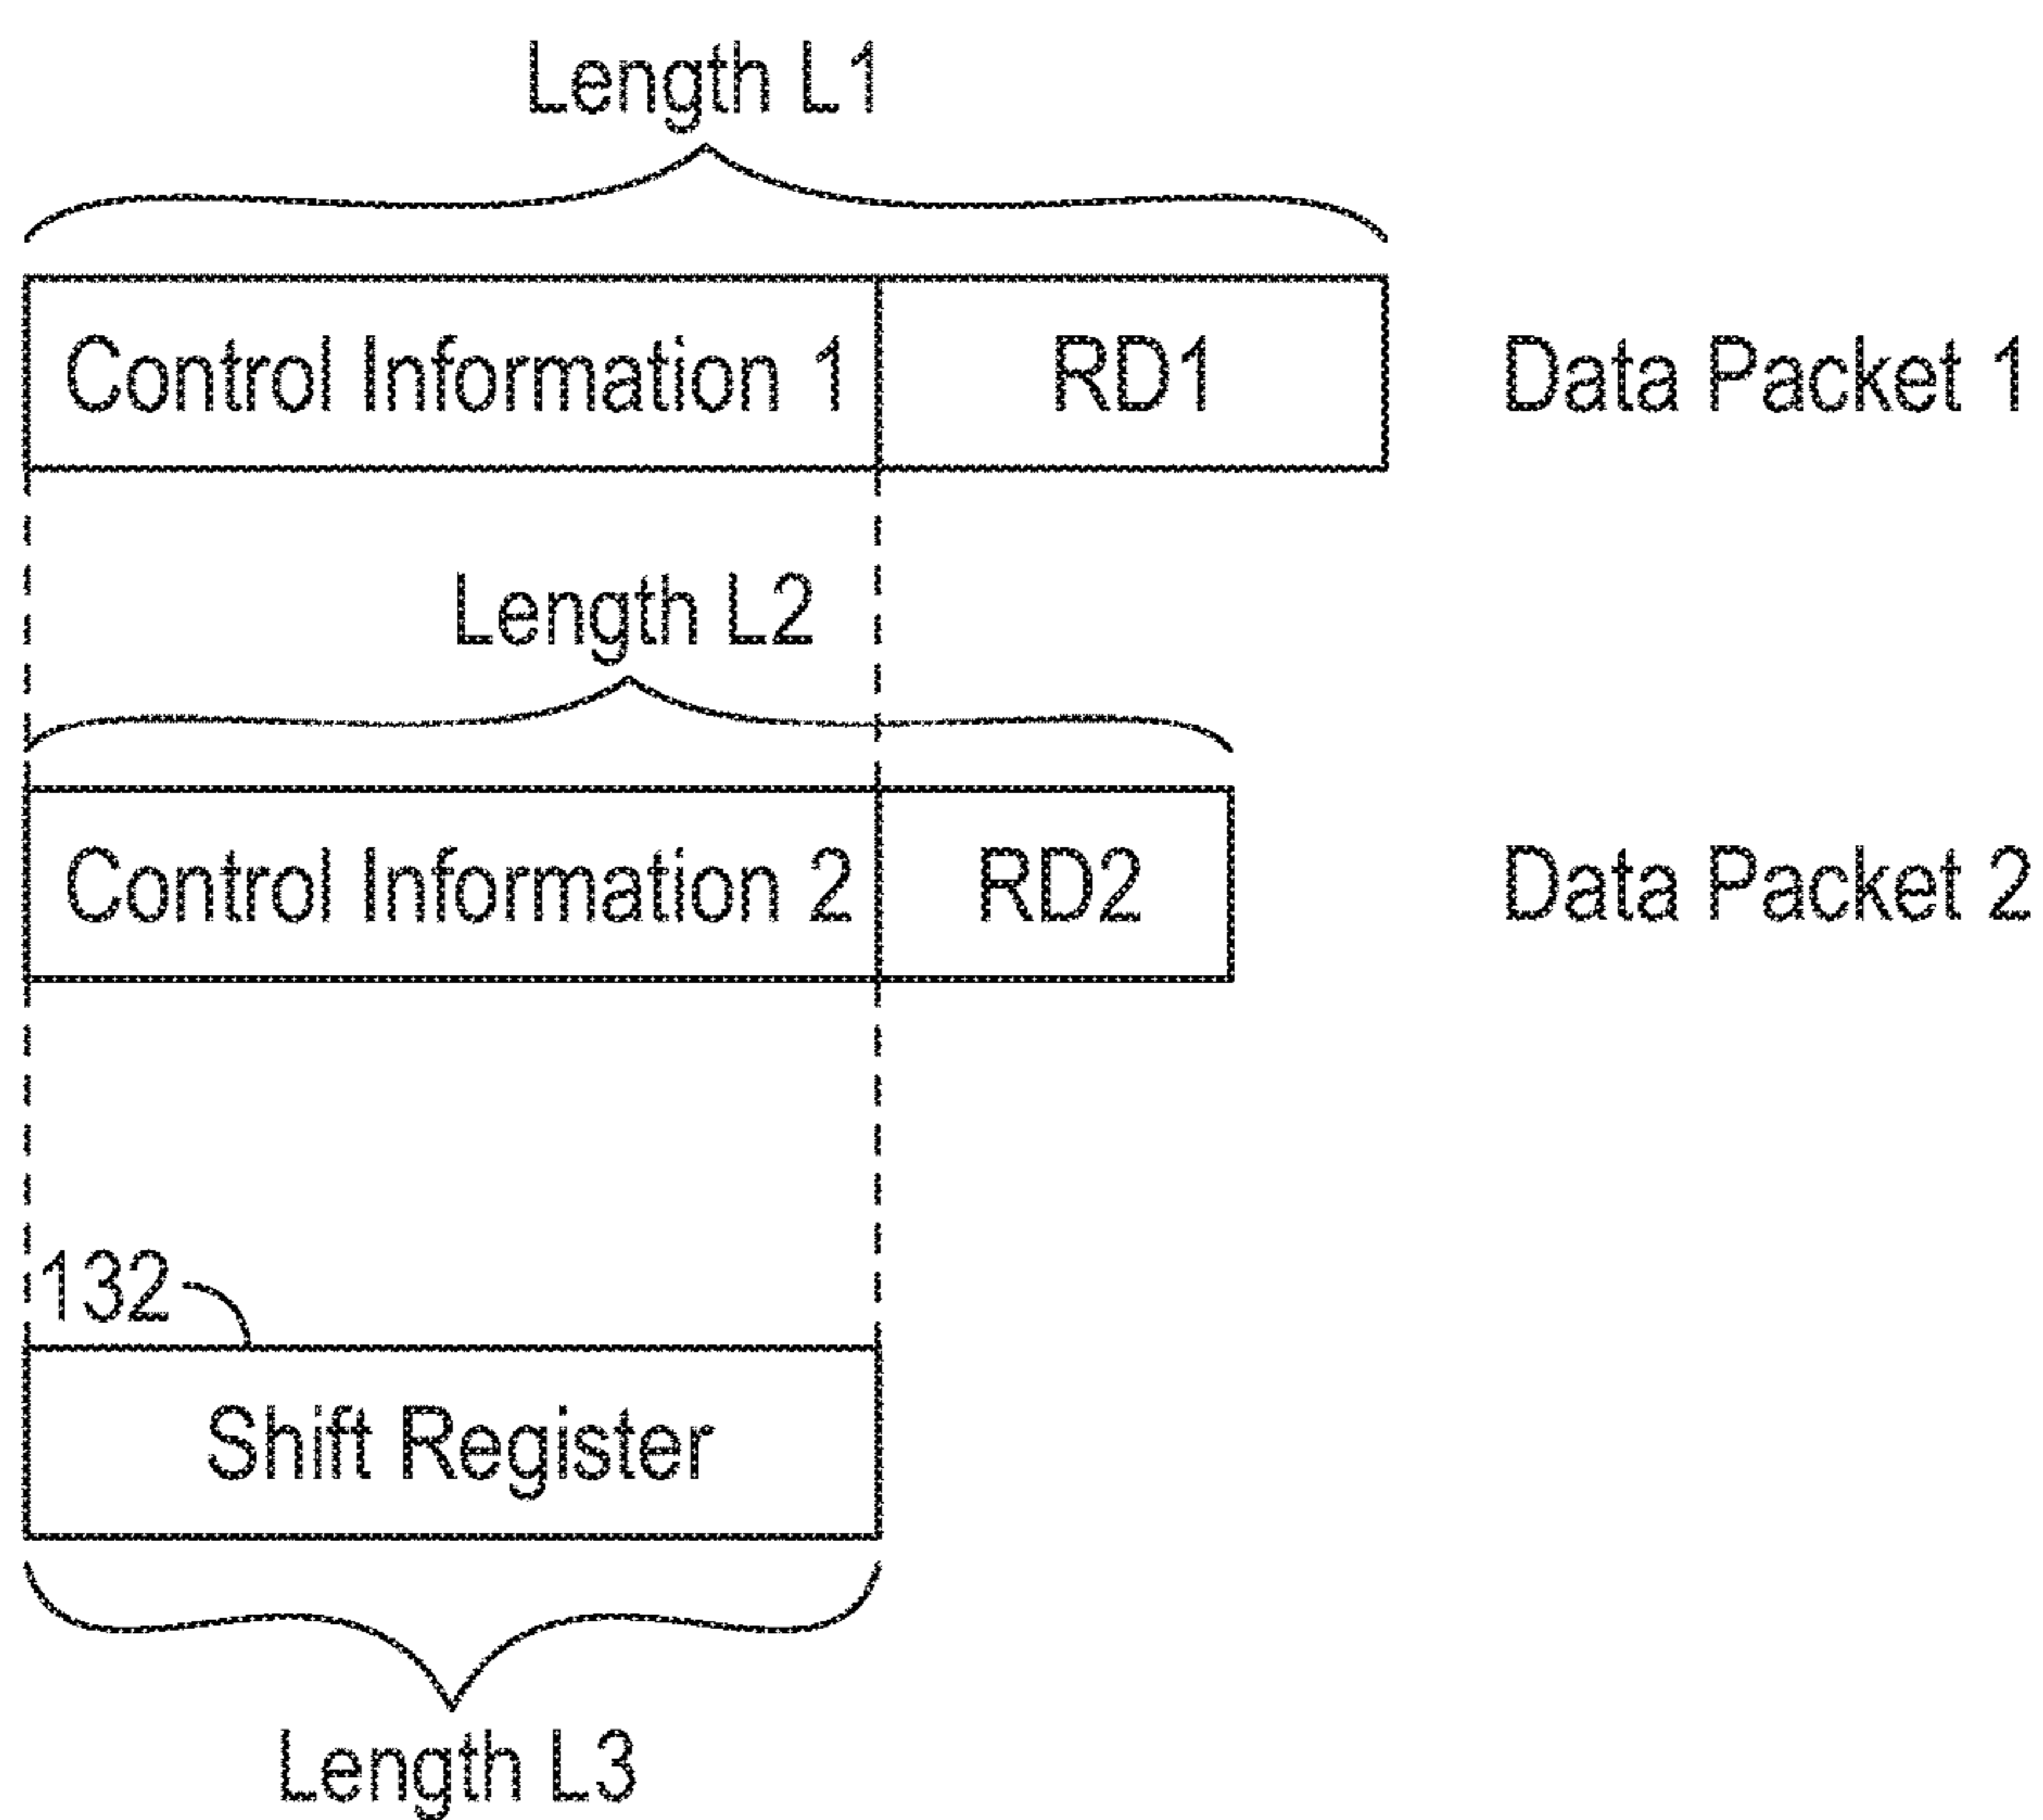 Length L1
Control Information 1 RD1 Data Packet 1
Length L2
Control Information 2 RD2 Data Packet 2
132
Shift Register
Length L3